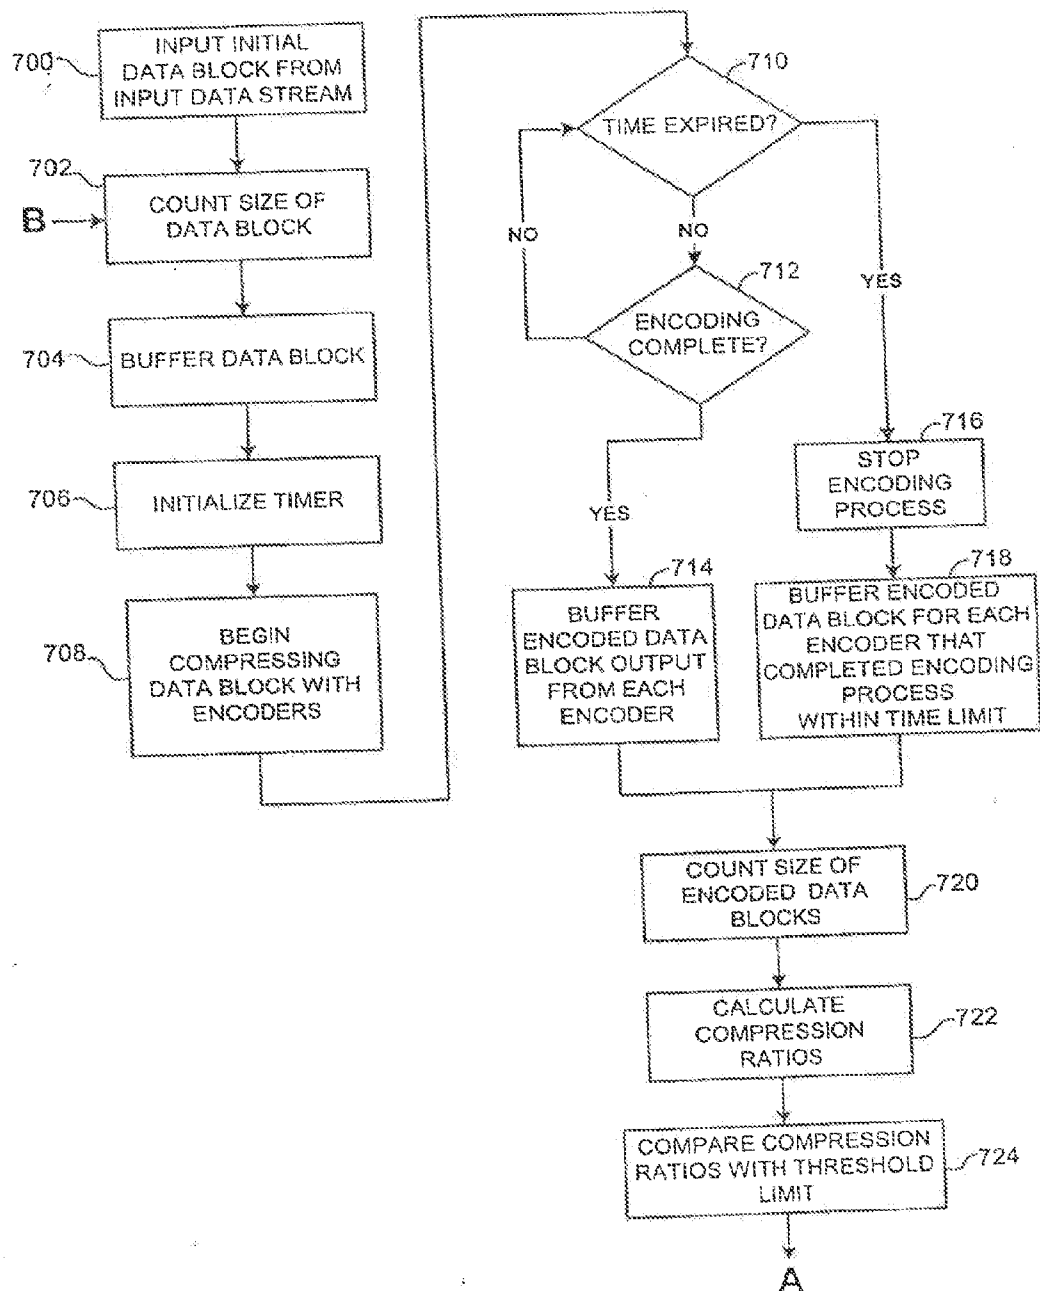 700
INPUT INITIAL
DATA BLOCK FROM
INPUT DATA STREAM
702
B
COUNT SIZE OF
DATA BLOCK
704
BUFFER DATA BLOCK
706
INITIALIZE TIMER
708
BEGIN
COMPRESSING
DATA BLOCK WITH
ENCODERS
710
TIME EXPIRED?
NO
NO
YES
712
ENCODING
COMPLETE?
YES
716
STOP
ENCODING
PROCESS
714
BUFFER
ENCODED DATA
BLOCK OUTPUT
FROM EACH
ENCODER
718
BUFFER ENCODED
DATA BLOCK FOR EACH
ENCODER THAT
COMPLETED ENCODING
PROCESS
WITHIN TIME LIMIT
720
COUNT SIZE OF
ENCODED DATA
BLOCKS
722
CALCULATE
COMPRESSION
RATIOS
724
COMPARE COMPRESSION
RATIOS WITH THRESHOLD
LIMIT
A